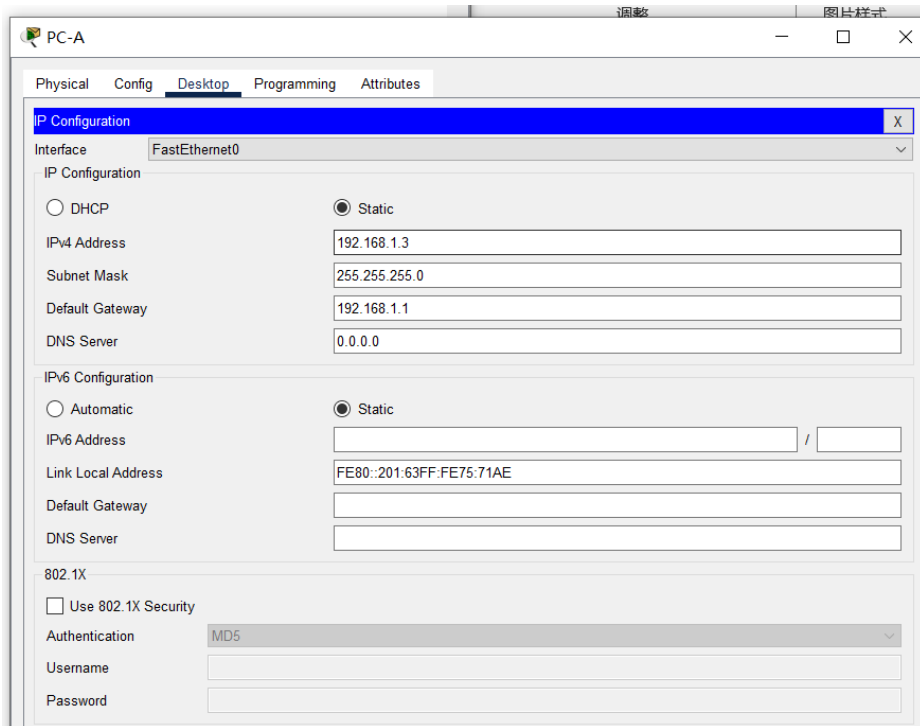 调整 图片样式
PC-A
Physical Config Desktop Programming Attributes
IP Configuration X
Interface FastEthernet0
IP Configuration
DHCP Static
IPv4 Address 192.168.1.3
Subnet Mask 255.255.255.0
Default Gateway 192.168.1.1
DNS Server 0.0.0.0
IPv6 Configuration
Automatic Static
IPv6 Address /
Link Local Address FE80::201:63FF:FE75:71AE
Default Gateway
DNS Server
802.1X
Use 802.1X Security
Authentication MD5
Username
Password